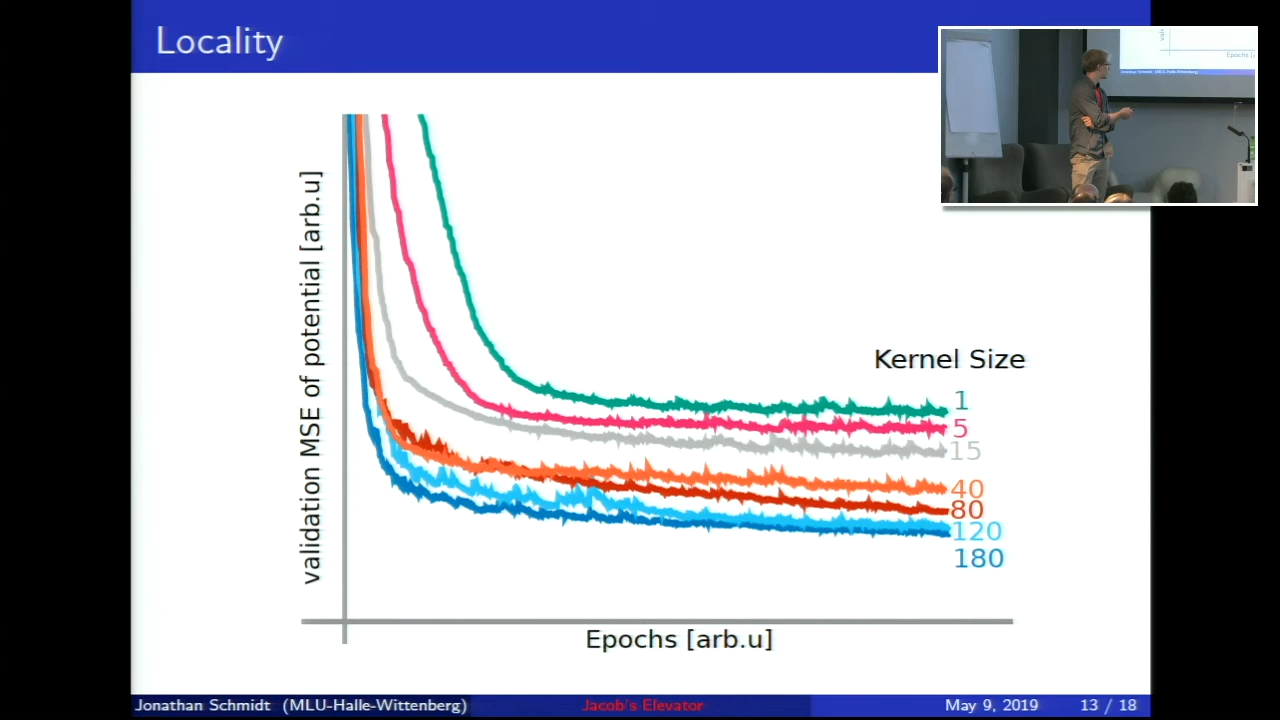 Locality
validation MSE of potential [arb.u]
Kernel Size
1
5
15
40
80
120
180
Epochs [arb.u]
Jonathan Schmidt (MLU-Halle-Wittenberg) Jacob's Elevator May 9, 2019 13 / 18